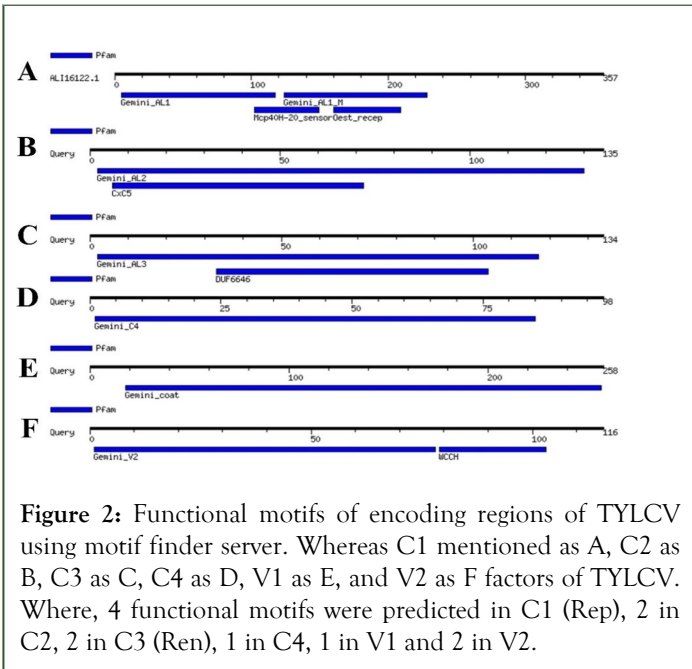 Pfam
A
ALI16122.1
0 100 200 300 357
Gemini_AL1 Gemini_AL1_M
Mcp40H-20_sensorOest_recep
B
Pfam
Query
0 50 100 135
Gemini_AL2
CxC5
Pfam
C
Query
0 50 100 134
Gemini_AL3
DUF6646
Pfam
D
Query
0 25 50 75 98
Gemini_C4
Pfam
E
Query
0 100 200 258
Gemini_coat
Pfam
F
Query
0 50 100 116
Gemini_V2 WCCH
Figure 2: Functional motifs of encoding regions of TYLCV
using motif finder server. Whereas C1 mentioned as A, C2 as
B, C3 as C, C4 as D, V1 as E, and V2 as F factors of TYLCV.
Where, 4 functional motifs were predicted in C1 (Rep), 2 in
C2, 2 in C3 (Ren), 1 in C4, 1 in V1 and 2 in V2.